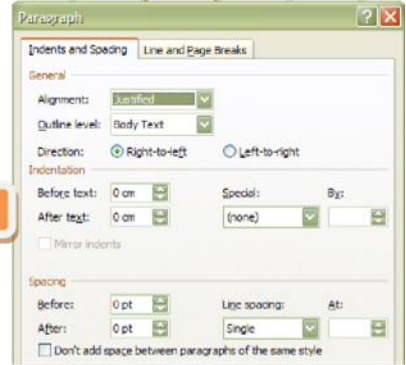 Paragraph
Indents and Spacing Line and Page Breaks
General
Alignment: Justified
Outline level: Body Text
Direction: Right-to-left Left-to-right
Indentation
Before text: 0 cm Special: By:
After text: 0 cm (none)
Mirror indents
Spacing
Before: 0 pt Line spacing: At:
After: 0 pt Single
Don't add space between paragraphs of the same style